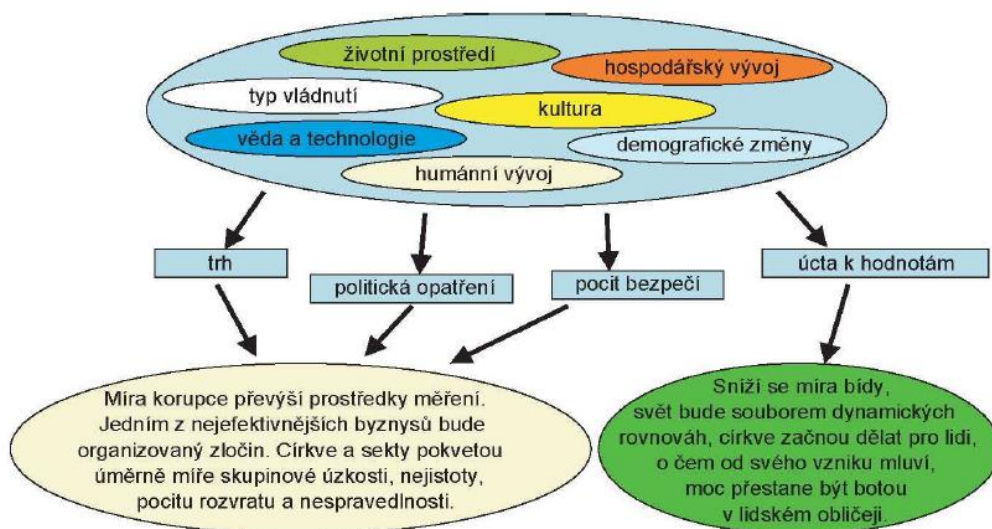 životní prostředí
hospodářský vývoj
typ vládnutí
kultura
věda a technologie
demografické změny
humánní vývoj
trh
politická opatření
pocit bezpečí
úcta k hodnotám
Míra korupce převýší prostředky měření.
Jedním z nejefektivnějších byznysů bude
organizovaný zločin. Církve a sekty pokvetou
úměrně míře skupinové úzkosti, nejistoty,
pocitu rozvratu a nespravedlnosti.
Sníží se míra bídy,
svět bude souborem dynamických
rovnováh, církve začnou dělat pro lidi,
o čem od svého vzniku mluví,
moc přestane být botou
v lidském obličeji.